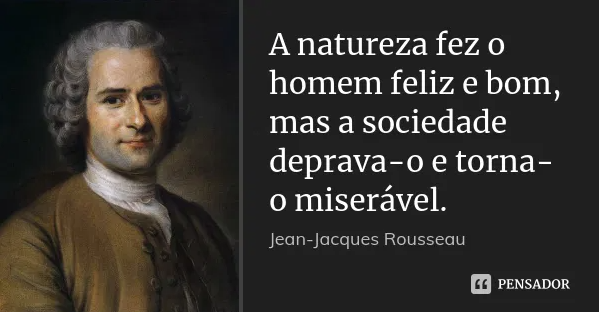 A natureza fez o
homem feliz e bom,
mas a sociedade
deprava-o e torna-
o miserável.
Jean-Jacques Rousseau
PENSADOR